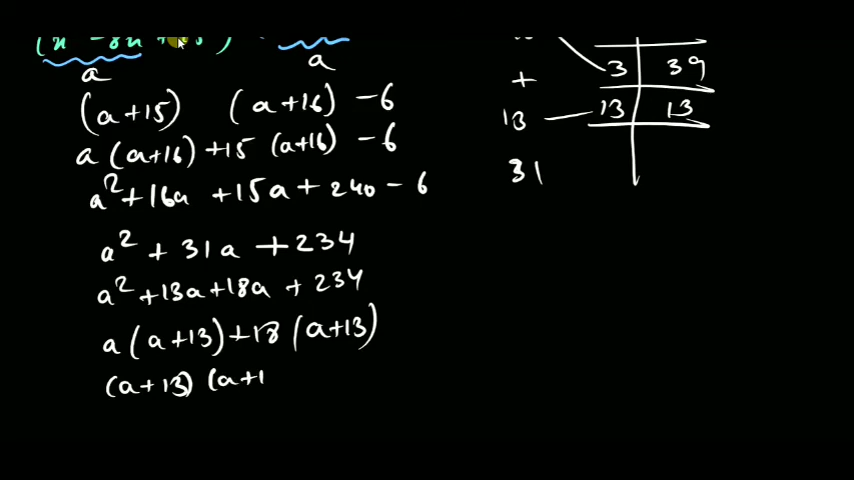 a a
(a+15) (a+16) -6
a (a+16) +15 (a+16) -6
a²+16a +15a + 240 - 6
a² + 31a + 234
a² +13a+18a + 234
a (a+13)+18 (a+13)
(a+13) (a+1
3 39
+
18 13 13
31